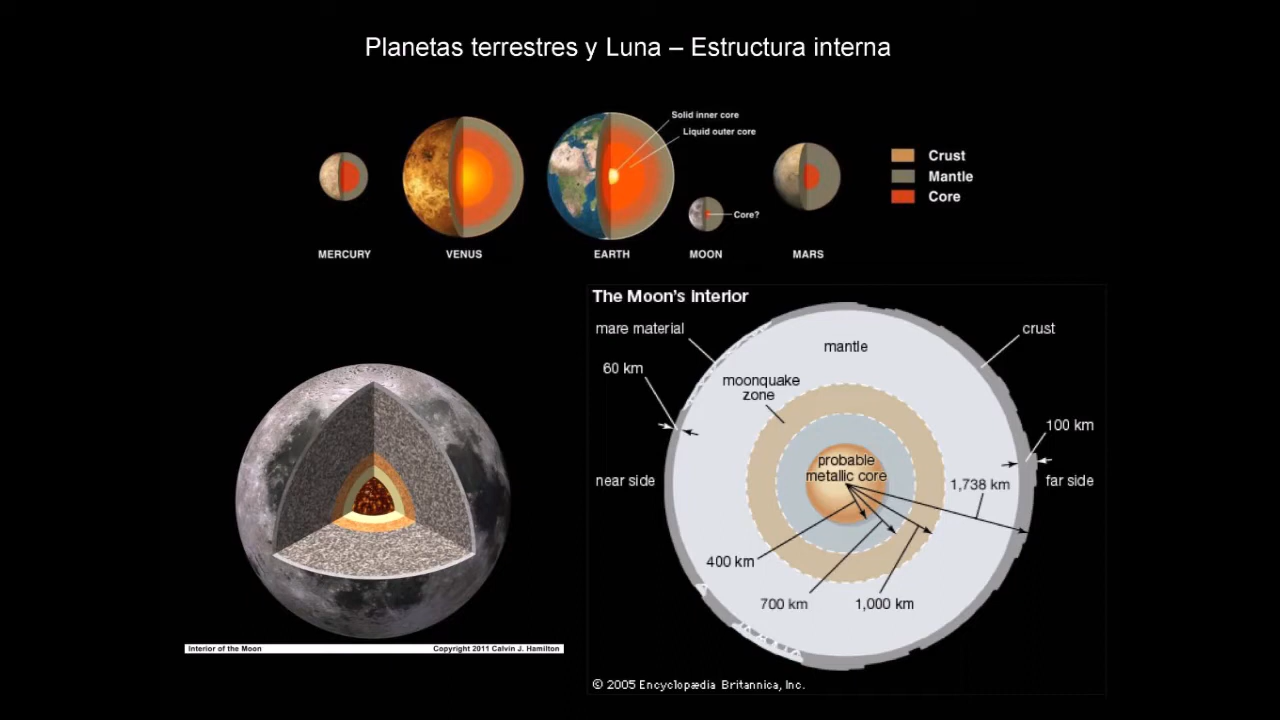 Planetas terrestres y Luna – Estructura interna
Solid inner core
Liquid outer core
Core?
MERCURY
VENUS
EARTH
MOON
MARS
Crust
Mantle
Core
The Moon's Interior
mare material
crust
mantle
60 km
moonquake
zone
100 km
probable
metallic core
near side
1,738 km
far side
400 km
700 km
1,000 km
Interior of the Moon
Copyright 2011 Calvin J. Hamilton
© 2005 Encyclopædia Britannica, Inc.